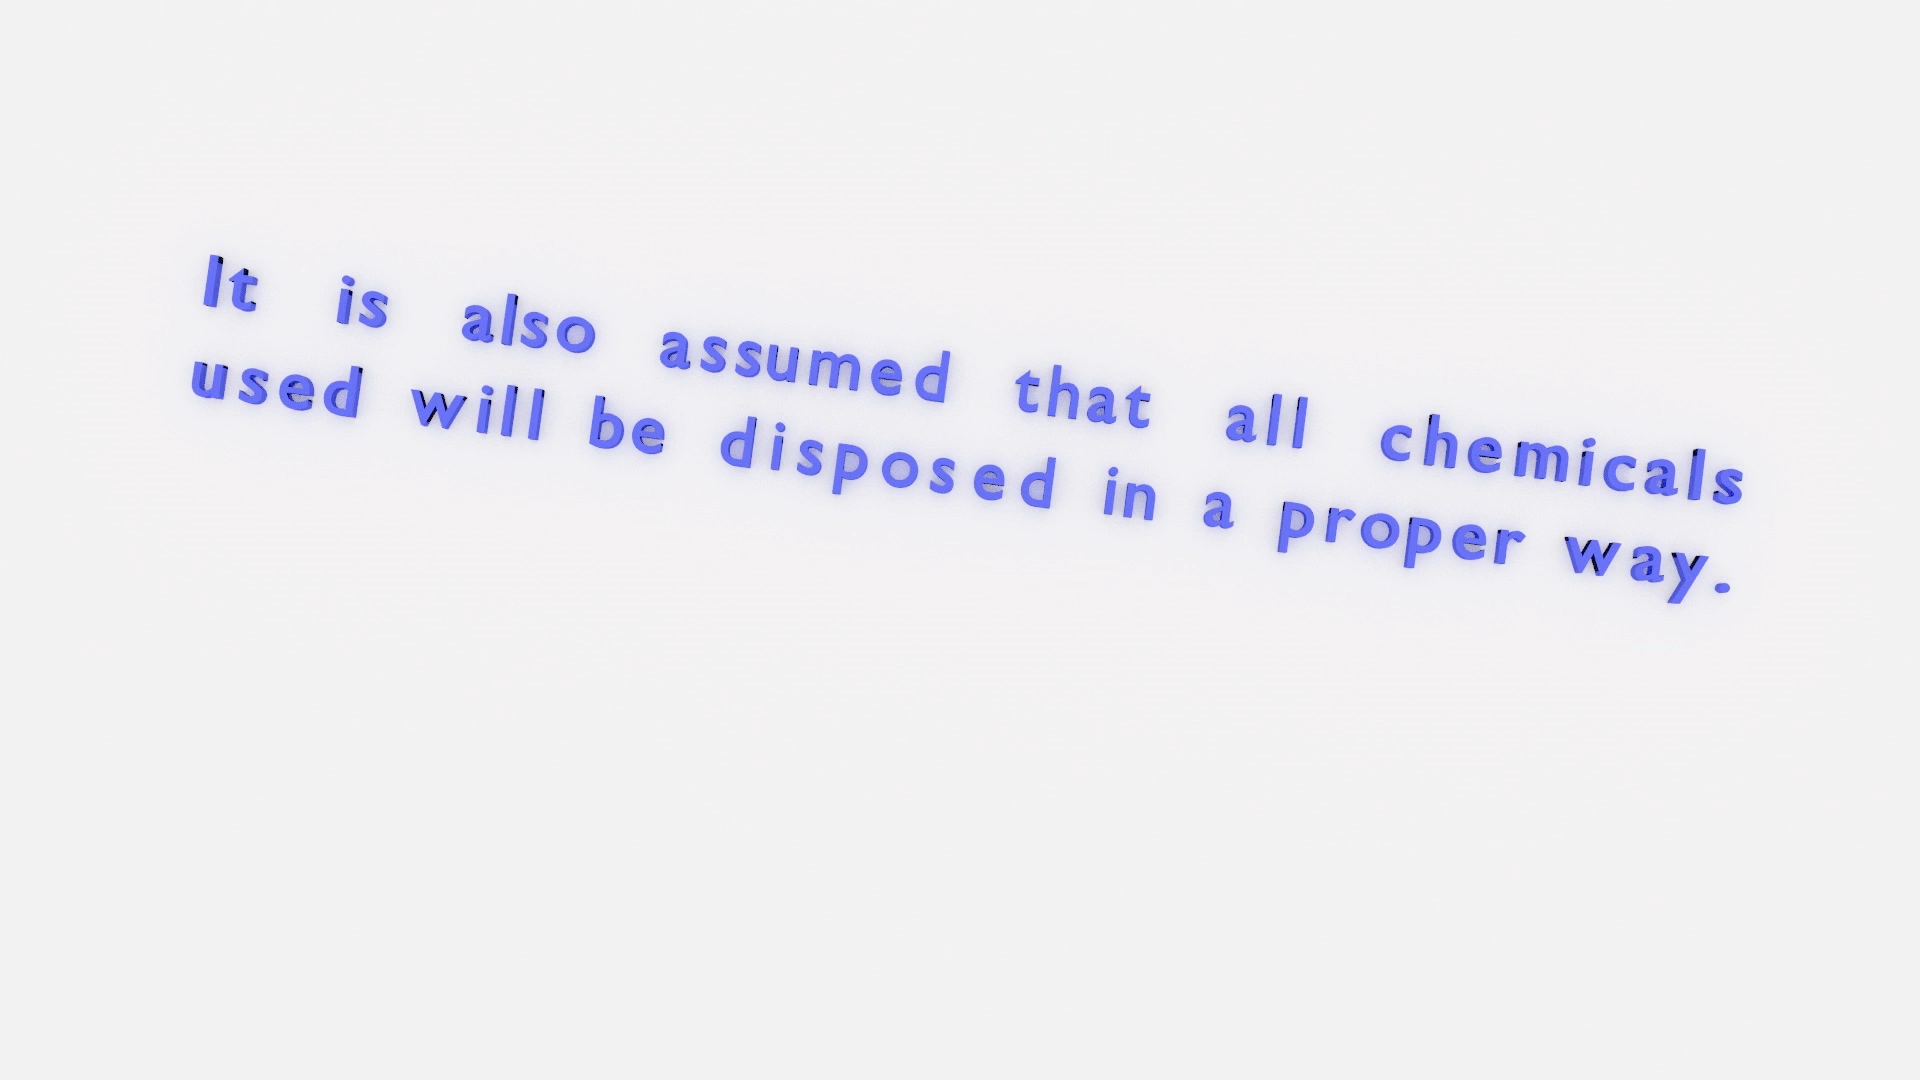 It is also assumed that all chemicals
used will be disposed in a proper way.